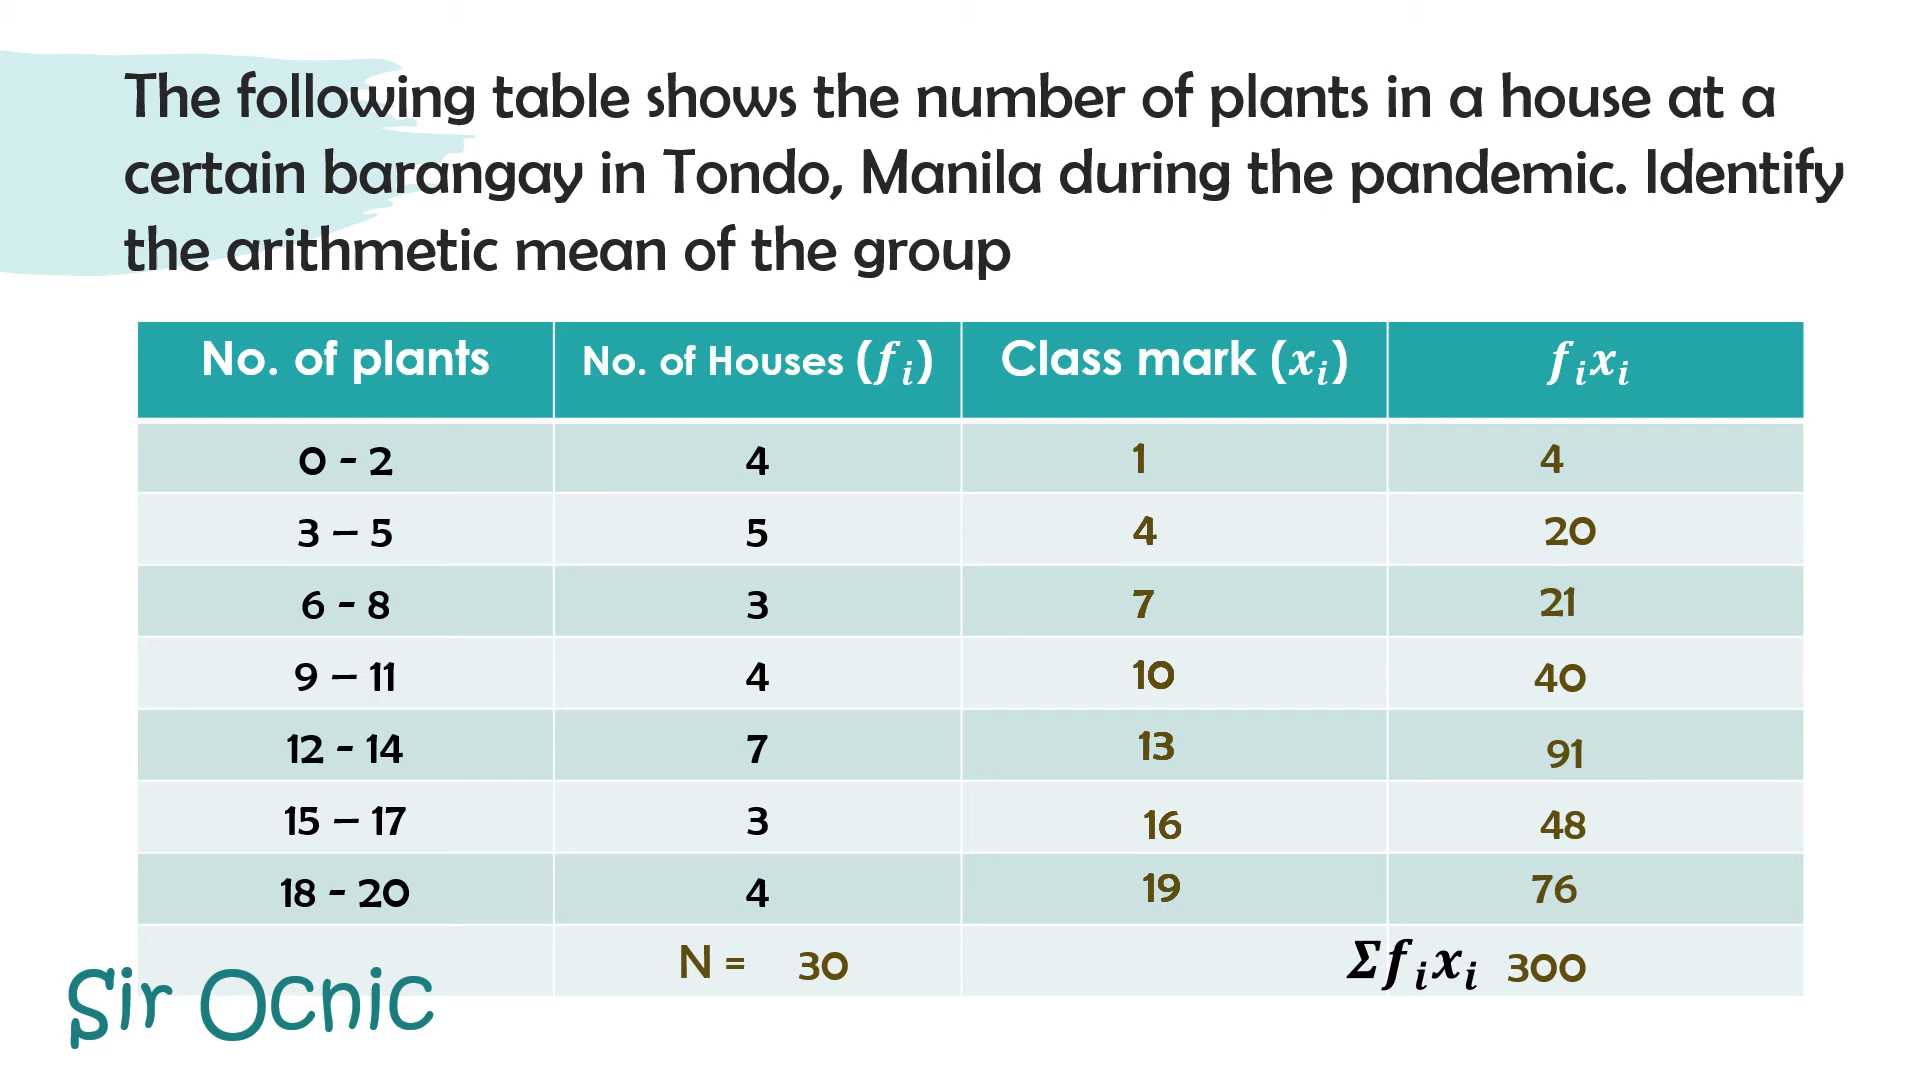 The following table shows the number of plants in a house at a
certain barangay in Tondo, Manila during the pandemic. Identify
the arithmetic mean of the group
No. of plants No. of Houses (fᵢ) Class mark (xᵢ) fᵢxᵢ
0 - 2 4 1 4
3 – 5 5 4 20
6 - 8 3 7 21
9 – 11 4 10 40
12 - 14 7 13 91
15 – 17 3 16 48
18 - 20 4 19 76
N = 30 Σfᵢxᵢ 300
Sir Ocnic